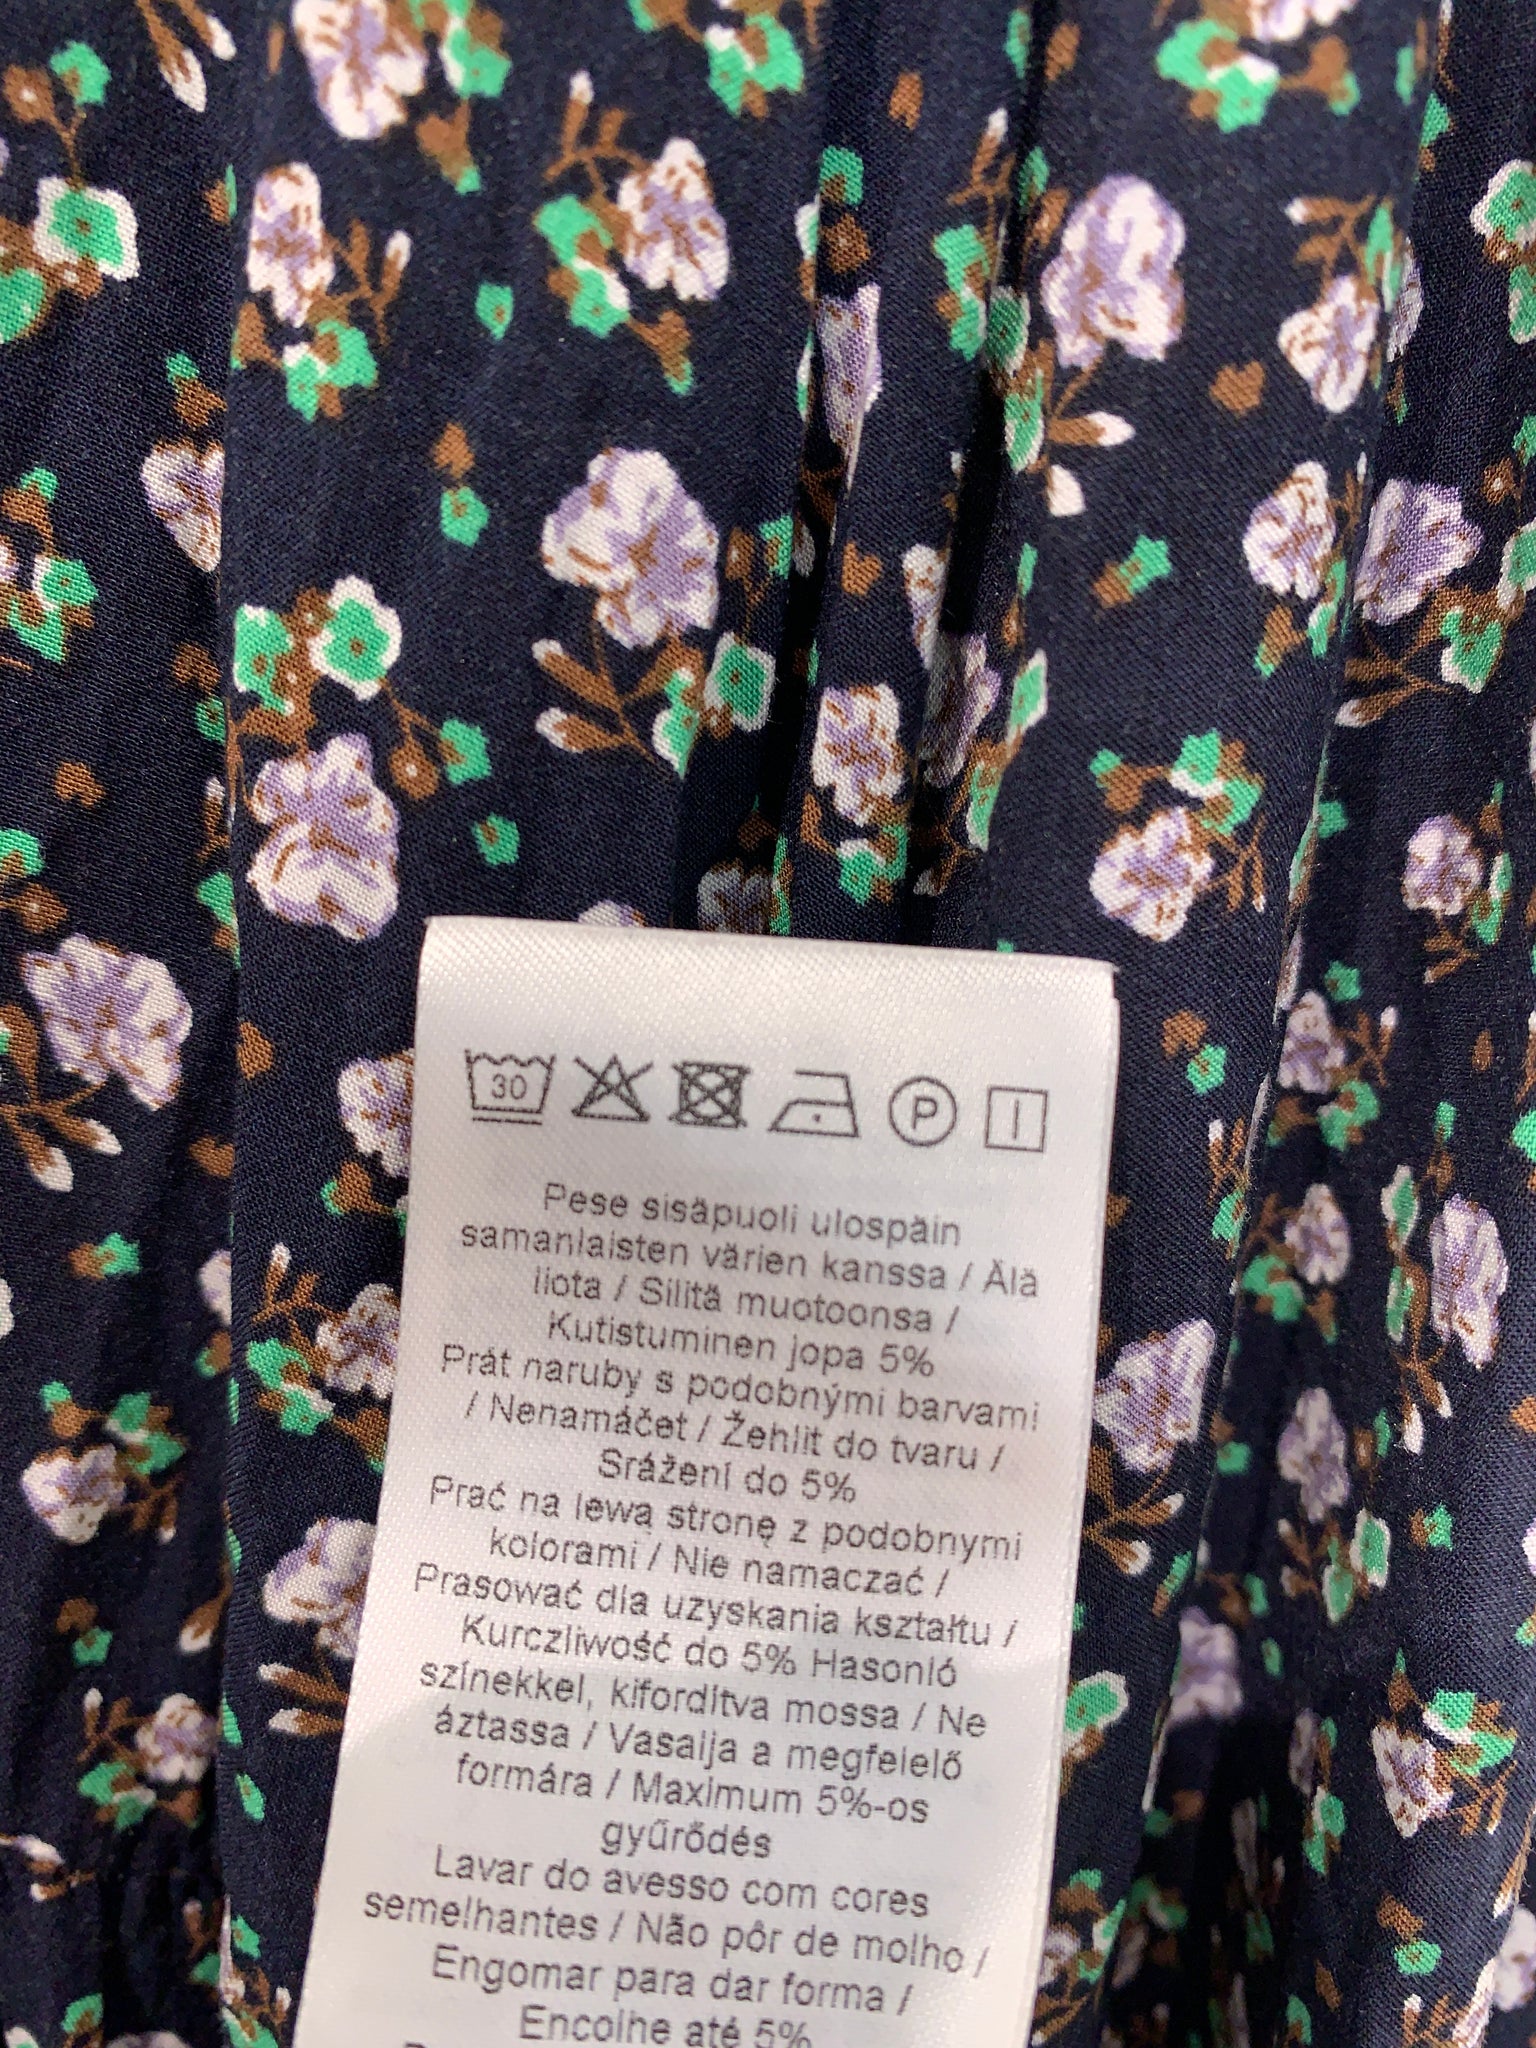 30 P
Pese sisäpuoli ulospäin
samanlaisten värien kanssa / Älä
liota / Silitä muotoonsa /
Kutistuminen jopa 5%
Prát naruby s podobnými barvami
/ Nenamáčet / Žehlit do tvaru /
Srážení do 5%
Prać na lewą stronę z podobnymi
kolorami / Nie namaczać /
Prasować dla uzyskania kształtu /
Kurczliwość do 5% Hasonló
színekkel, kifordítva mossa / Ne
áztassa / Vasalja a megfelelő
formára / Maximum 5%-os
gyűrődés
Lavar do avesso com cores
semelhantes / Não pôr de molho /
Engomar para dar forma /
Encolhe até 5%